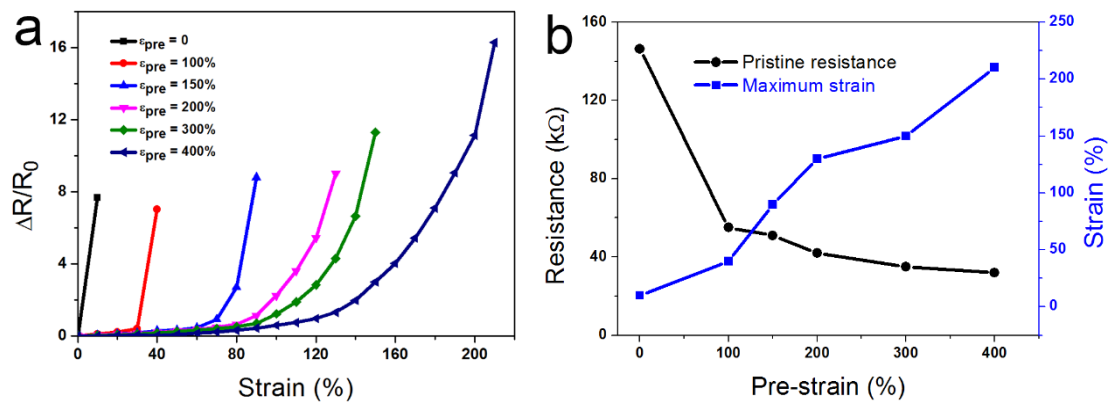 a
ΔR/R0
16
12
8
4
0
εpre = 0
εpre = 100%
εpre = 150%
εpre = 200%
εpre = 300%
εpre = 400%
0 40 80 120 160 200
Strain (%)
b
Resistance (kΩ)
160
120
80
40
0
Pristine resistance
Maximum strain
0 100 200 300 400
Pre-strain (%)
250
200
150
100
50
0
Strain (%)